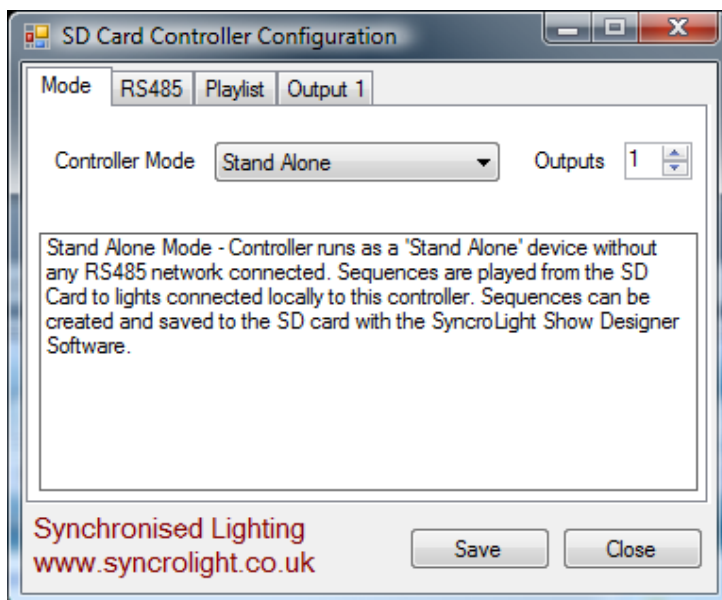 SD Card Controller Configuration
Mode RS485 Playlist Output 1
Controller Mode Stand Alone Outputs 1
Stand Alone Mode - Controller runs as a 'Stand Alone' device without
any RS485 network connected. Sequences are played from the SD
Card to lights connected locally to this controller. Sequences can be
created and saved to the SD card with the SyncroLight Show Designer
Software.
Synchronised Lighting
www.syncrolight.co.uk
Save Close